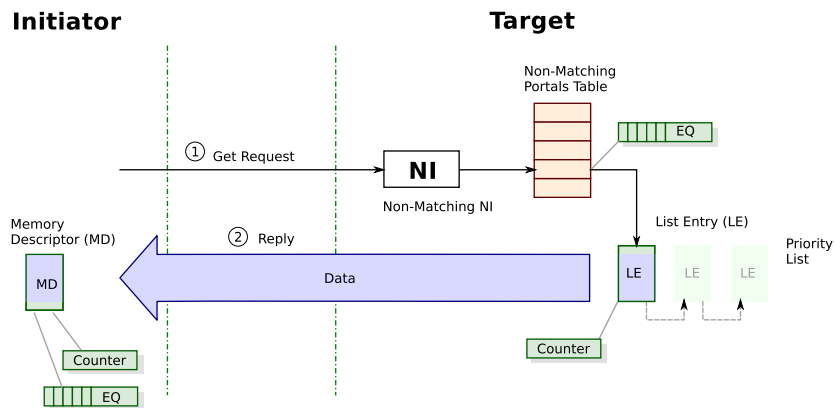 Initiator
Target
Non-Matching
Portals Table
EQ
1
Get Request
NI
Non-Matching NI
List Entry (LE)
Memory
Descriptor (MD)
2
Reply
Priority
List
MD
Data
LE
LE
LE
Counter
Counter
EQ